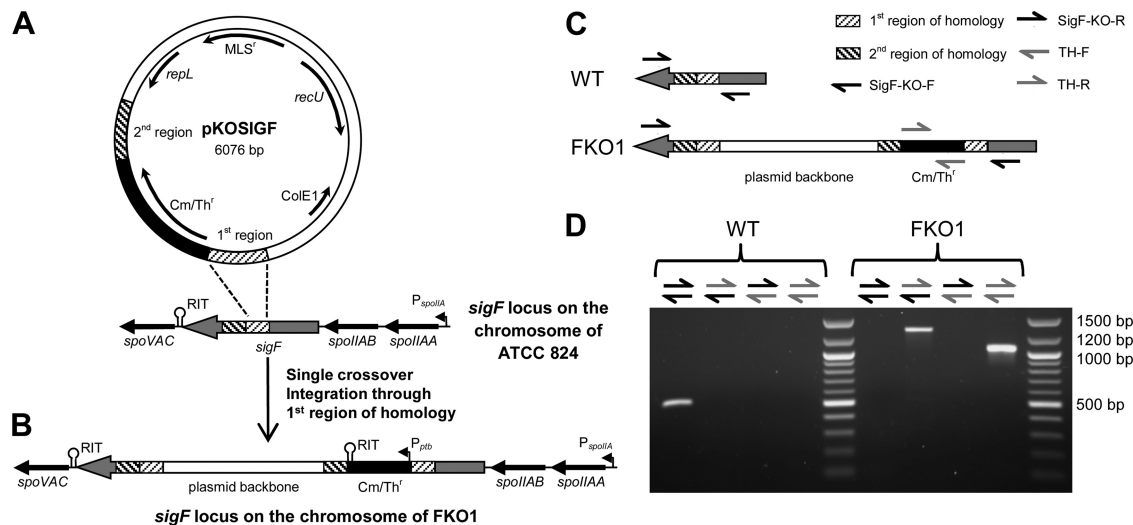 A
MLSʳ
repL
recU
pKOSIGF
2ⁿᵈ region
6076 bp
Cm/Thʳ
ColE1
1ˢᵗ region
RIT
P spoIIA
spoVAC
sigF
spoIIAB
spoIIAA
sigF locus on the
chromosome of
ATCC 824
Single crossover
Integration through
1ˢᵗ region of homology
B
RIT
RIT
P ptb
P spoIIA
spoVAC
plasmid backbone
Cm/Thʳ
spoIIAB
spoIIAA
sigF locus on the chromosome of FKO1
C
1ˢᵗ region of homology
SigF-KO-R
2ⁿᵈ region of homology
TH-F
SigF-KO-F
TH-R
WT
FKO1
plasmid backbone
Cm/Thʳ
D
WT
FKO1
1500 bp
1200 bp
1000 bp
500 bp